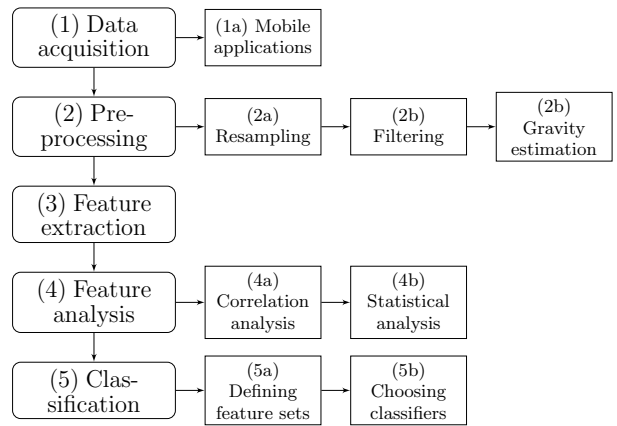 (1) Data
acquisition
(1a) Mobile
applications
(2) Pre-
processing
(2a)
Resampling
(2b)
Filtering
(2b)
Gravity
estimation
(3) Feature
extraction
(4) Feature
analysis
(4a)
Correlation
analysis
(4b)
Statistical
analysis
(5) Clas-
sification
(5a)
Defining
feature sets
(5b)
Choosing
classifiers